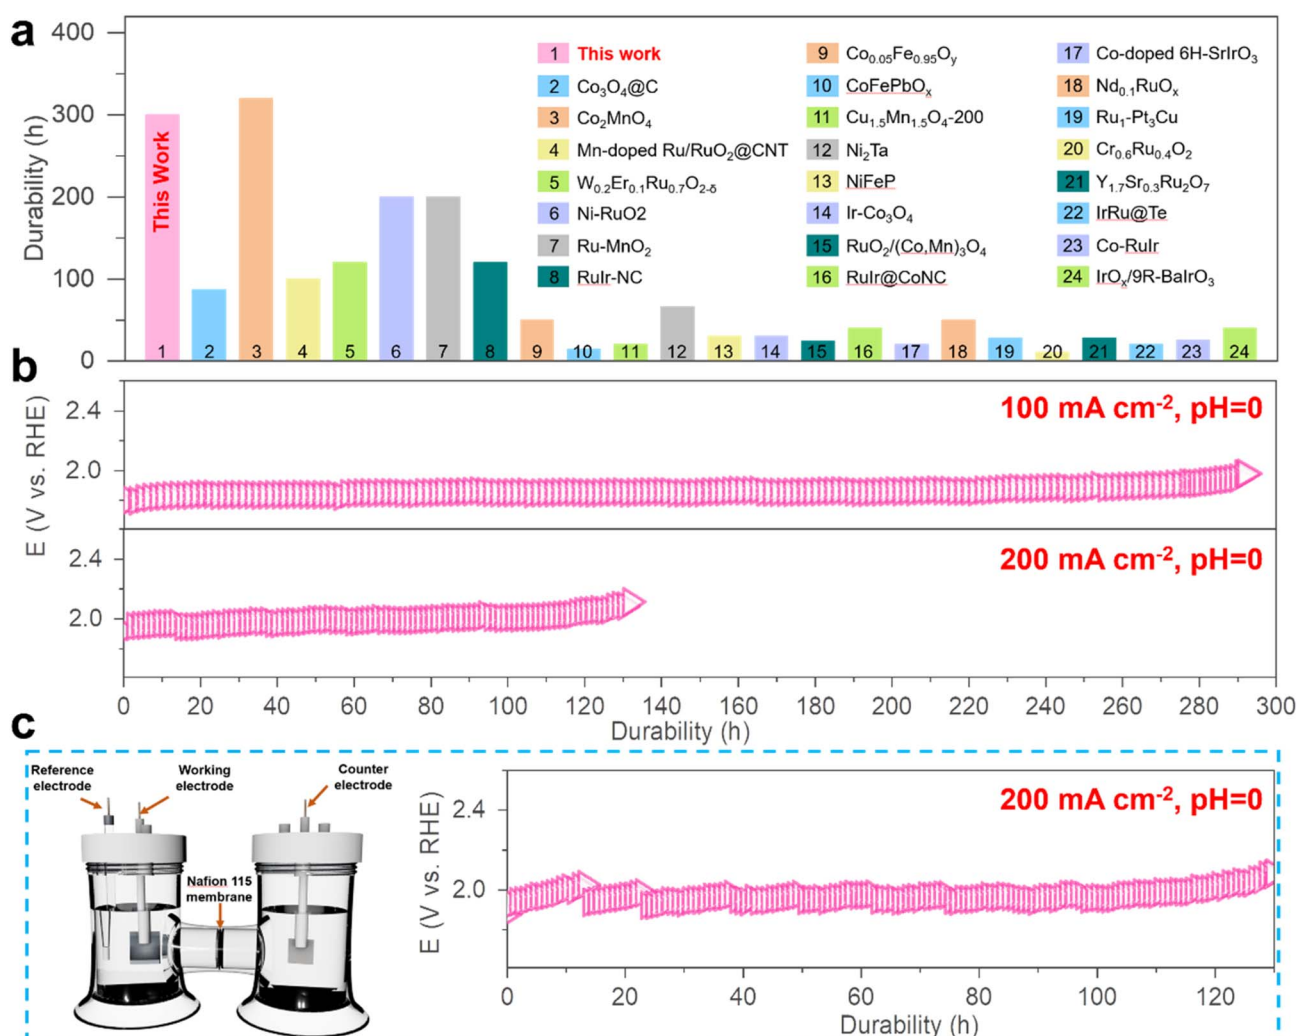 a
400
300
200
100
0
Durability (h)
This Work
1 2 3 4 5 6 7 8 9 10 11 12 13 14 15 16 17 18 19 20 21 22 23 24
1 This work
2 Co₃O₄@C
3 Co₂MnO₄
4 Mn-doped Ru/RuO₂@CNT
5 W₀.₂Er₀.₁Ru₀.₇O₂₋δ
6 Ni-RuO2
7 Ru-MnO₂
8 RuIr-NC
9 Co₀.₀₅Fe₀.₉₅Oy
10 CoFePbOₓ
11 Cu₁.₅Mn₁.₅O₄-200
12 Ni₂Ta
13 NiFeP
14 Ir-Co₃O₄
15 RuO₂/(Co,Mn)₃O₄
16 RuIr@CoNC
17 Co-doped 6H-SrIrO₃
18 Nd₀.₁RuOₓ
19 Ru₁-Pt₃Cu
20 Cr₀.₆Ru₀.₄O₂
21 Y₁.₇Sr₀.₃Ru₂O₇
22 IrRu@Te
23 Co-RuIr
24 IrOₓ/9R-BaIrO₃
b
E (V vs. RHE)
2.4
2.0
100 mA cm⁻², pH=0
2.4
2.0
200 mA cm⁻², pH=0
0 20 40 60 80 100 120 140 160 180 200 220 240 260 280 300
Durability (h)
c
Reference
electrode
Working
electrode
Counter
electrode
Nafion 115
membrane
E (V vs. RHE)
2.4
2.0
200 mA cm⁻², pH=0
0 20 40 60 80 100 120
Durability (h)